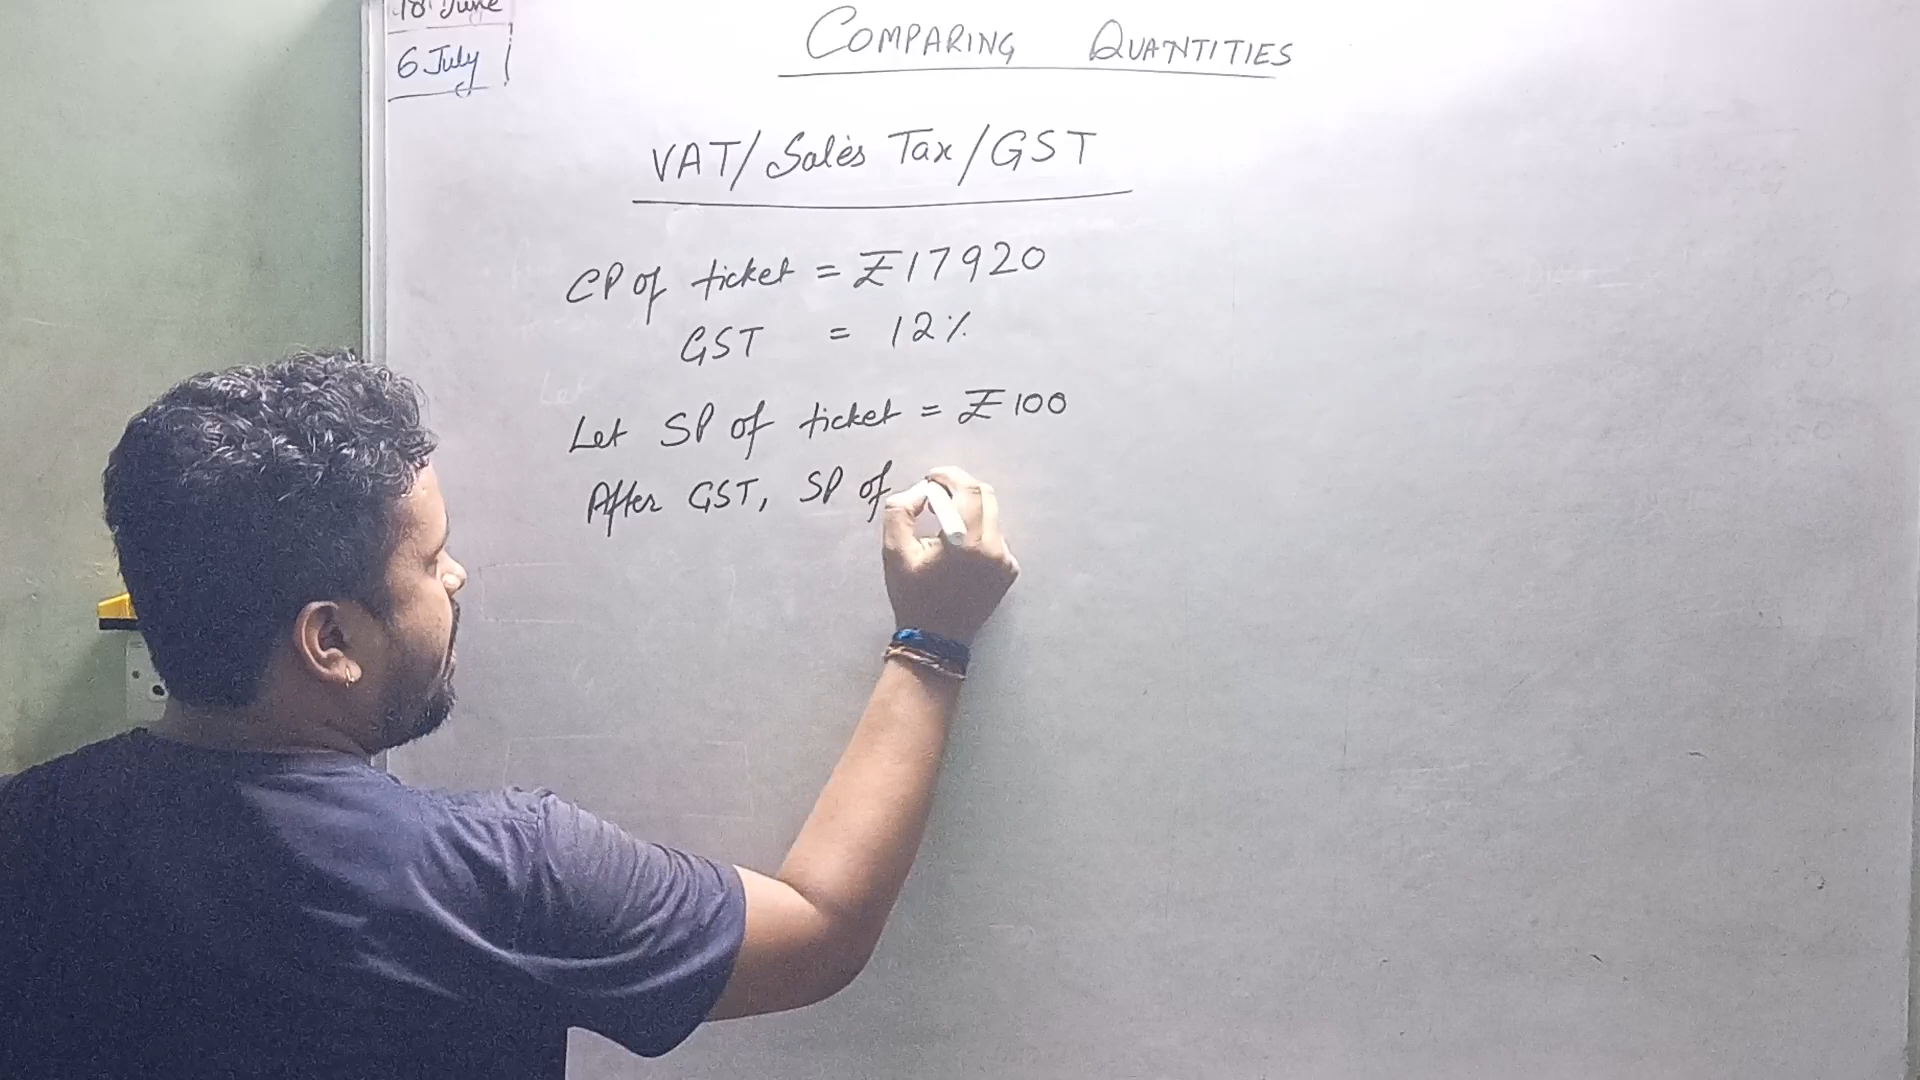 18 June
6 July
COMPARING QUANTITIES
VAT/Sales Tax/GST
CP of ticket = ₹17920
GST = 12%
Let
Let SP of ticket = ₹100
After GST, SP of